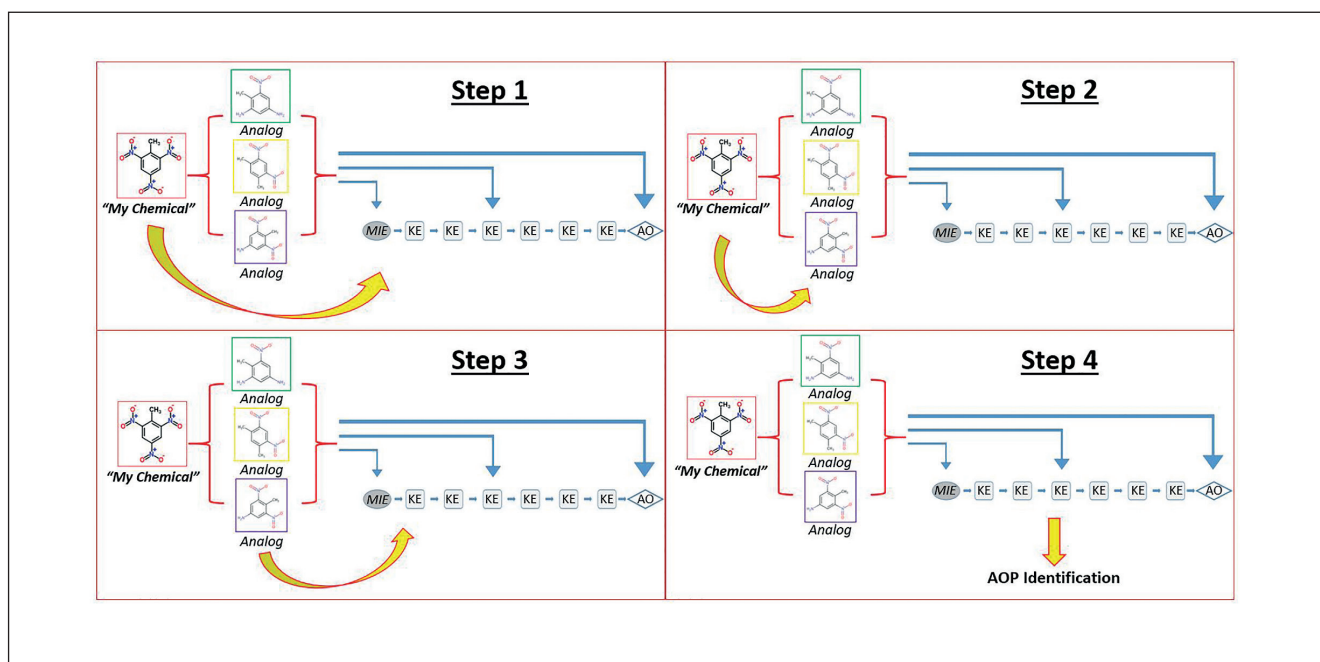 Step 1
Analog
Analog
Analog
"My Chemical"
MIE KE KE KE KE KE KE AO
Step 2
Analog
Analog
Analog
"My Chemical"
MIE KE KE KE KE KE KE AO
Step 3
Analog
Analog
Analog
"My Chemical"
MIE KE KE KE KE KE KE AO
Step 4
Analog
Analog
Analog
"My Chemical"
MIE KE KE KE KE KE KE AO
AOP Identification